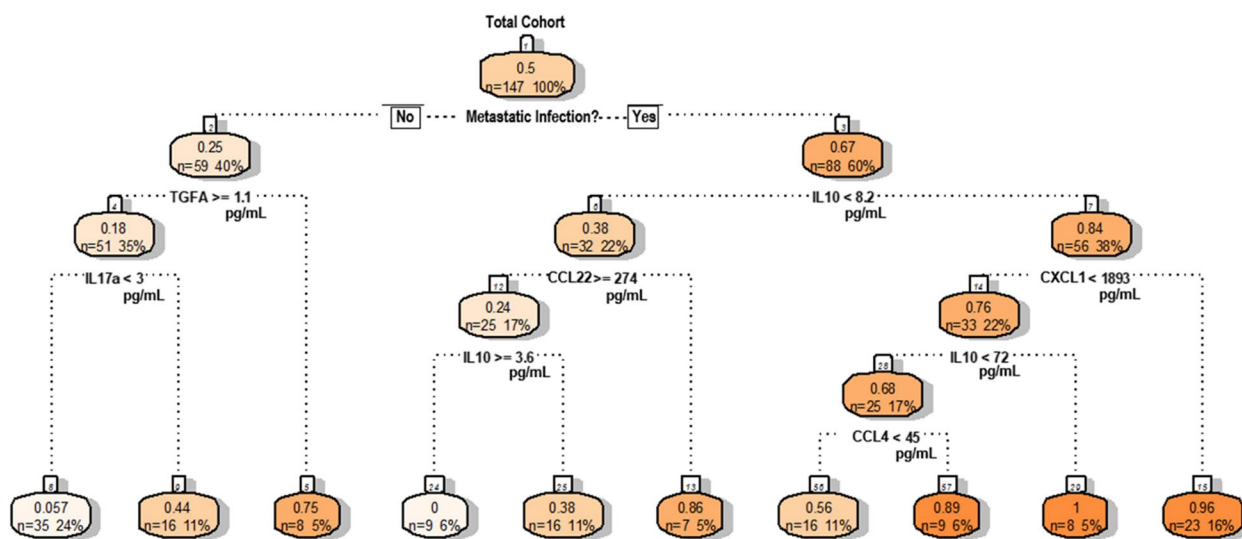 Total Cohort
1
0.5
n=147 100%
No Metastatic Infection? Yes
2
0.25
n=59 40%
3
0.67
n=88 60%
TGFA >= 1.1
pg/mL
IL10 < 8.2
pg/mL
4
0.18
n=51 35%
6
0.38
n=32 22%
7
0.84
n=56 38%
IL17a < 3
pg/mL
CCL22>= 274
pg/mL
CXCL1 < 1893
pg/mL
12
0.24
n=25 17%
14
0.76
n=33 22%
IL10 >= 3.6
pg/mL
IL10 < 72
pg/mL
28
0.68
n=25 17%
CCL4 < 45
pg/mL
8
0.057
n=35 24%
9
0.44
n=16 11%
5
0.75
n=8 5%
24
0
n=9 6%
25
0.38
n=16 11%
13
0.86
n=7 5%
56
0.56
n=16 11%
57
0.89
n=9 6%
29
1
n=8 5%
15
0.96
n=23 16%